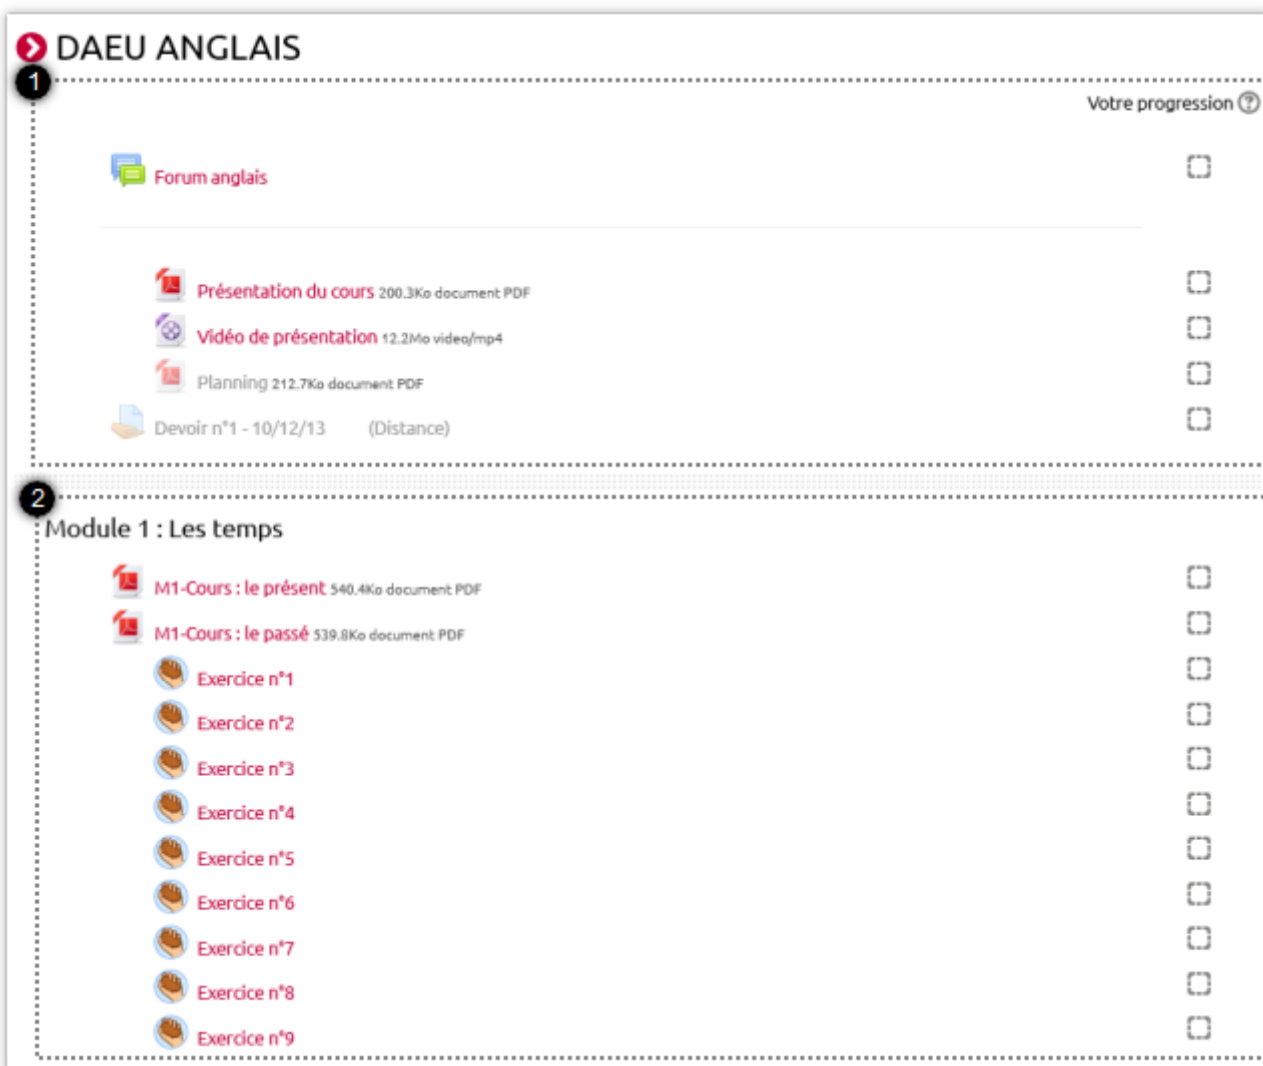 DAEU ANGLAIS
1
Votre progression ?
Forum anglais
Présentation du cours 200.3Ko document PDF
Vidéo de présentation 12.2Mo video/mp4
Planning 212.7Ko document PDF
Devoir n°1 - 10/12/13 (Distance)
2
Module 1 : Les temps
M1-Cours : le présent 540.4Ko document PDF
M1-Cours : le passé 539.8Ko document PDF
Exercice n°1
Exercice n°2
Exercice n°3
Exercice n°4
Exercice n°5
Exercice n°6
Exercice n°7
Exercice n°8
Exercice n°9